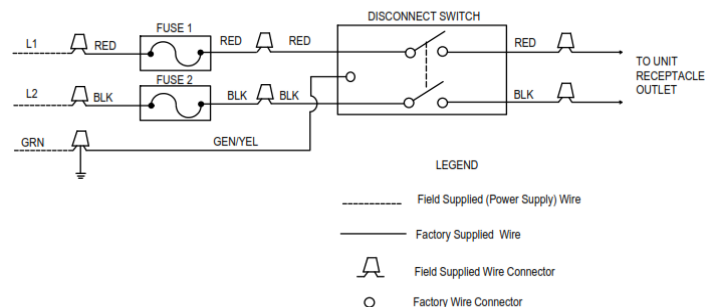 DISCONNECT SWITCH
FUSE 1
L1 RED RED RED RED
TO UNIT
RECEPTACLE
OUTLET
FUSE 2
L2 BLK BLK BLK BLK
GRN GEN/YEL
LEGEND
Field Supplied (Power Supply) Wire
Factory Supplied Wire
Field Supplied Wire Connector
Factory Wire Connector